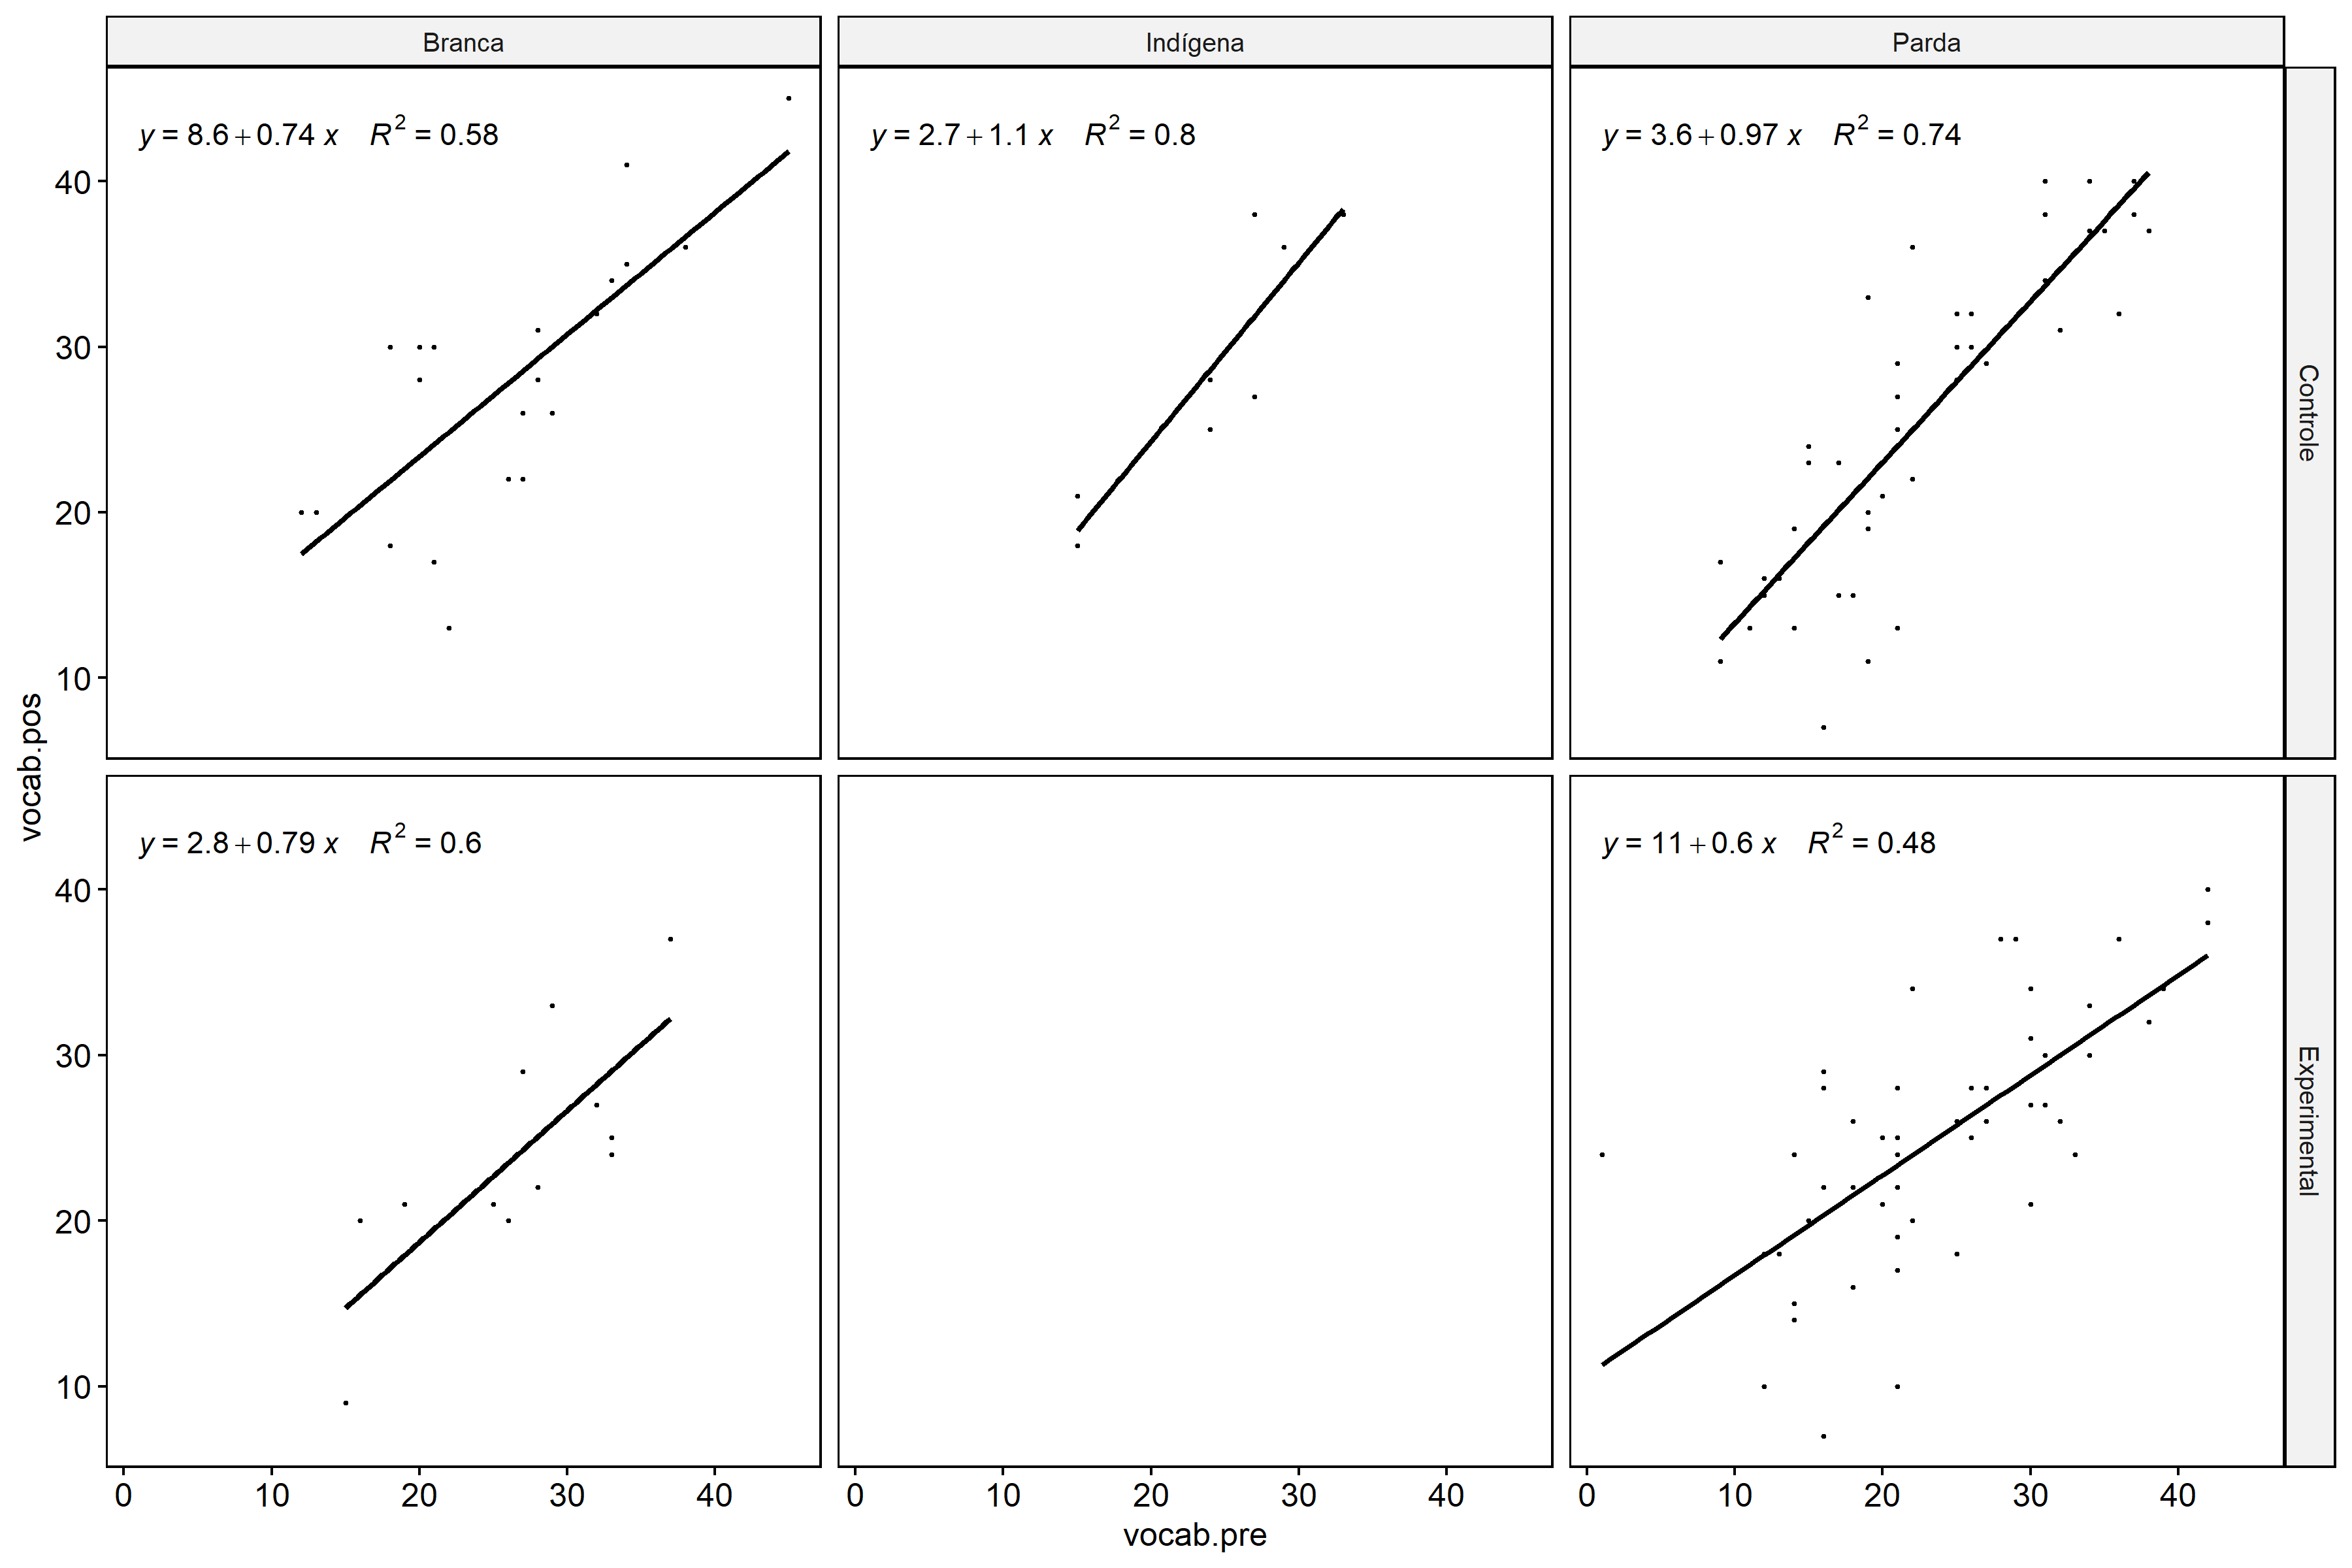 Branca
Indígena
Parda
y = 8.6 + 0.74 x R² = 0.58
y = 2.7 + 1.1 x R² = 0.8
y = 3.6 + 0.97 x R² = 0.74
40
30
20
10
Controle
vocab.pos
y = 2.8 + 0.79 x R² = 0.6
y = 11 + 0.6 x R² = 0.48
40
30
20
10
Experimental
0 10 20 30 40
0 10 20 30 40
0 10 20 30 40
vocab.pre